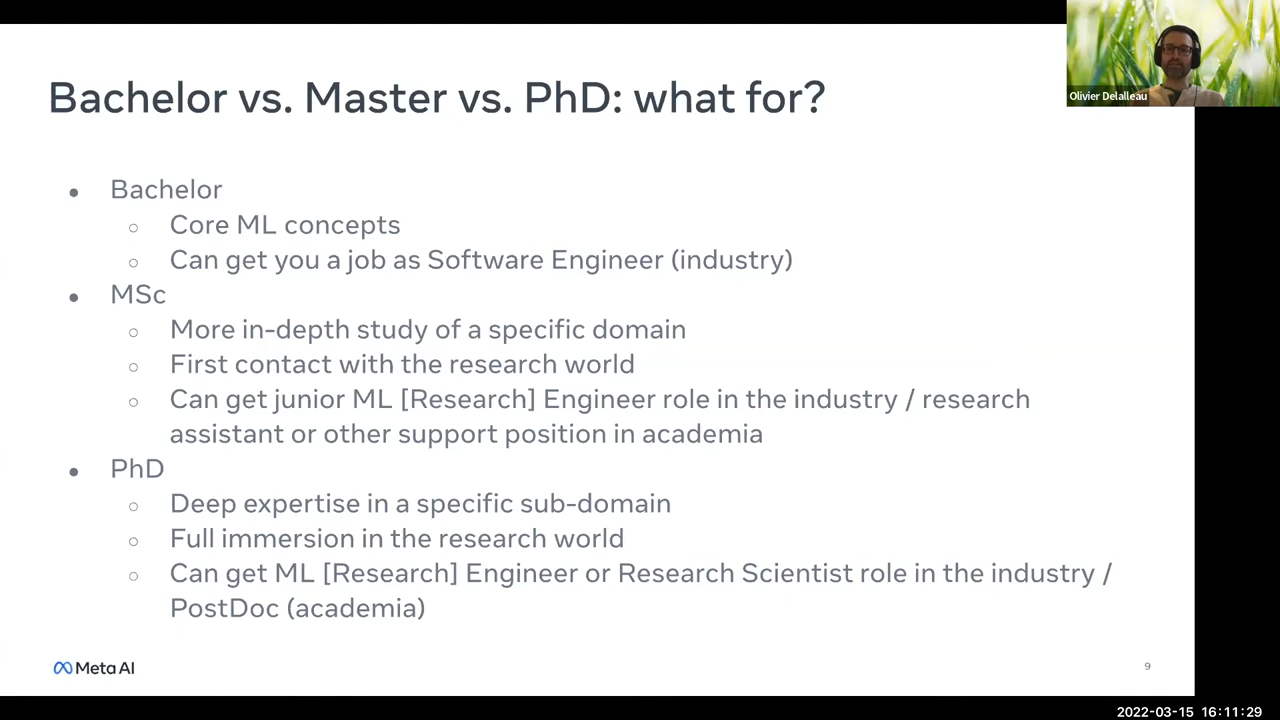 Bachelor vs. Master vs. PhD: what for?
Olivier Delalleau
● Bachelor
○ Core ML concepts
○ Can get you a job as Software Engineer (industry)
● MSc
○ More in-depth study of a specific domain
○ First contact with the research world
○ Can get junior ML [Research] Engineer role in the industry / research
assistant or other support position in academia
● PhD
○ Deep expertise in a specific sub-domain
○ Full immersion in the research world
○ Can get ML [Research] Engineer or Research Scientist role in the industry /
PostDoc (academia)
Meta AI
9
2022-03-15 16:11:29